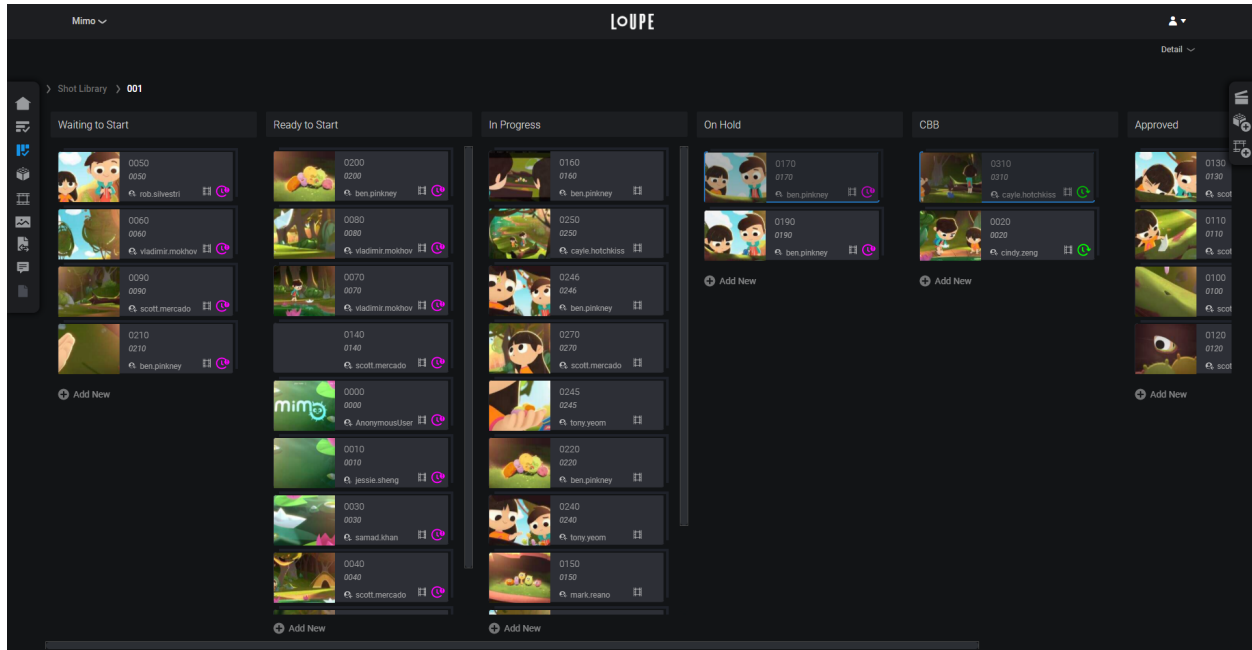 Mimo
LOUPE
Detail
Shot Library
001
Waiting to Start
0050
0050
rob.silvestri
0060
0060
vladimir.mokhov
0090
0090
scott.mercado
0210
0210
ben.pinkney
Add New
Ready to Start
0200
0200
ben.pinkney
0080
0080
vladimir.mokhov
0070
0070
vladimir.mokhov
0140
0140
scott.mercado
mimo
0000
0000
AnonymousUser
0010
0010
jessie.sheng
0030
0030
samad.khan
0040
0040
scott.mercado
Add New
In Progress
0160
0160
ben.pinkney
0250
0250
cayle.hotchkiss
0246
0246
ben.pinkney
0270
0270
scott.mercado
0245
0245
tony.yeom
0220
0220
ben.pinkney
0240
0240
tony.yeom
0150
0150
mark.reano
Add New
On Hold
0170
0170
ben.pinkney
0190
0190
ben.pinkney
Add New
CBB
0310
0310
cayle.hotchkiss
0020
0020
cindy.zeng
Add New
Approved
0130
0130
scot
0110
0110
scot
0100
0100
scot
0120
0120
scot
Add New